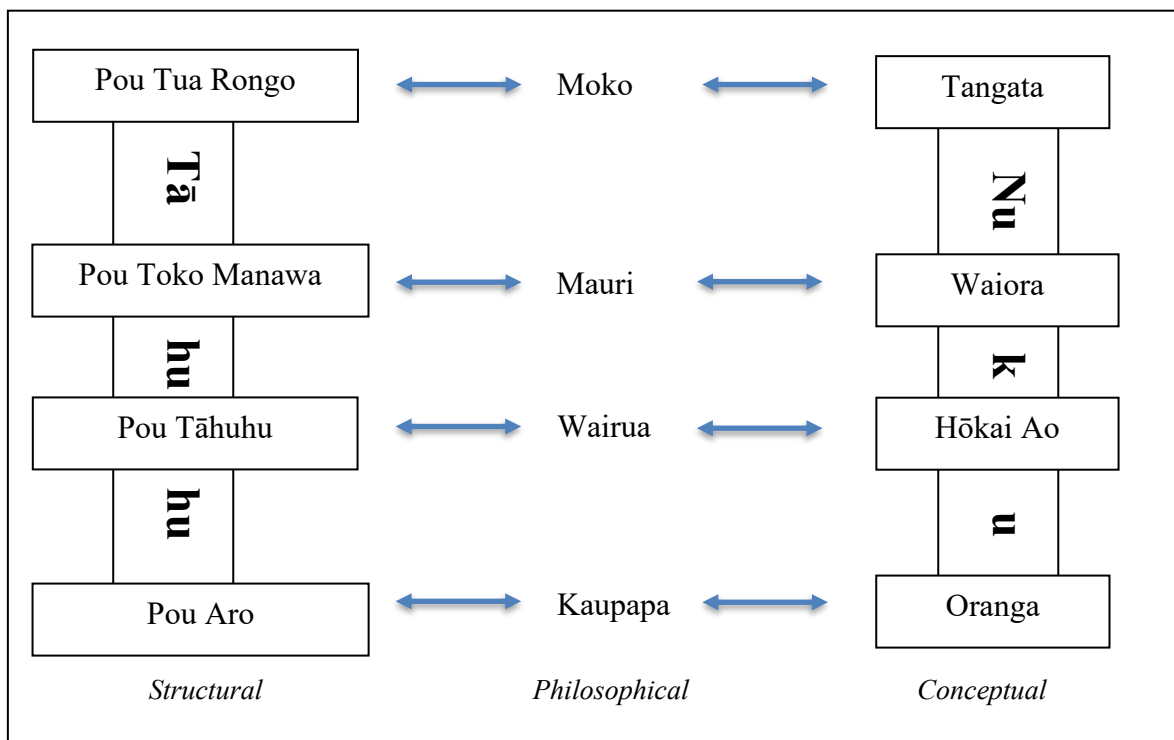 Pou Tua Rongo
Moko
Tangata
Tā
Nu
Pou Toko Manawa
Mauri
Waiora
hu
k
Pou Tāhuhu
Wairua
Hōkai Ao
hu
u
Pou Aro
Kaupapa
Oranga
Structural
Philosophical
Conceptual